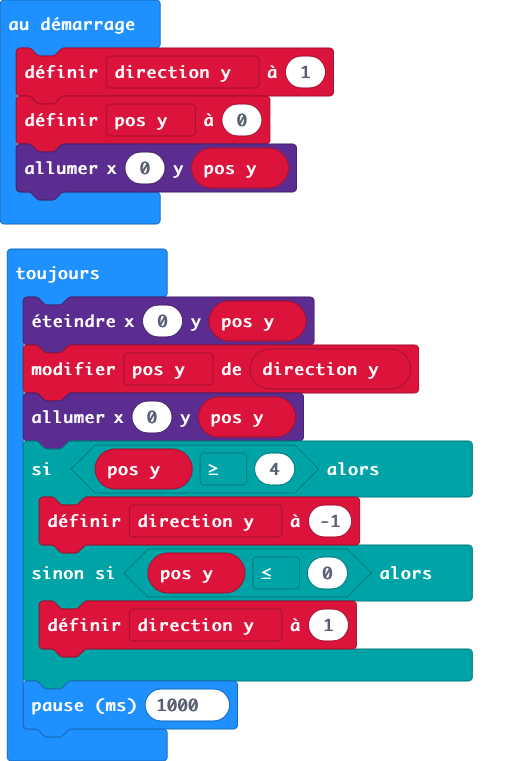 au démarrage
définir direction y à 1
définir pos y à 0
allumer x 0 y pos y
toujours
éteindre x 0 y pos y
modifier pos y de direction y
allumer x 0 y pos y
si pos y ≥ 4 alors
définir direction y à -1
sinon si pos y ≤ 0 alors
définir direction y à 1
pause (ms) 1000